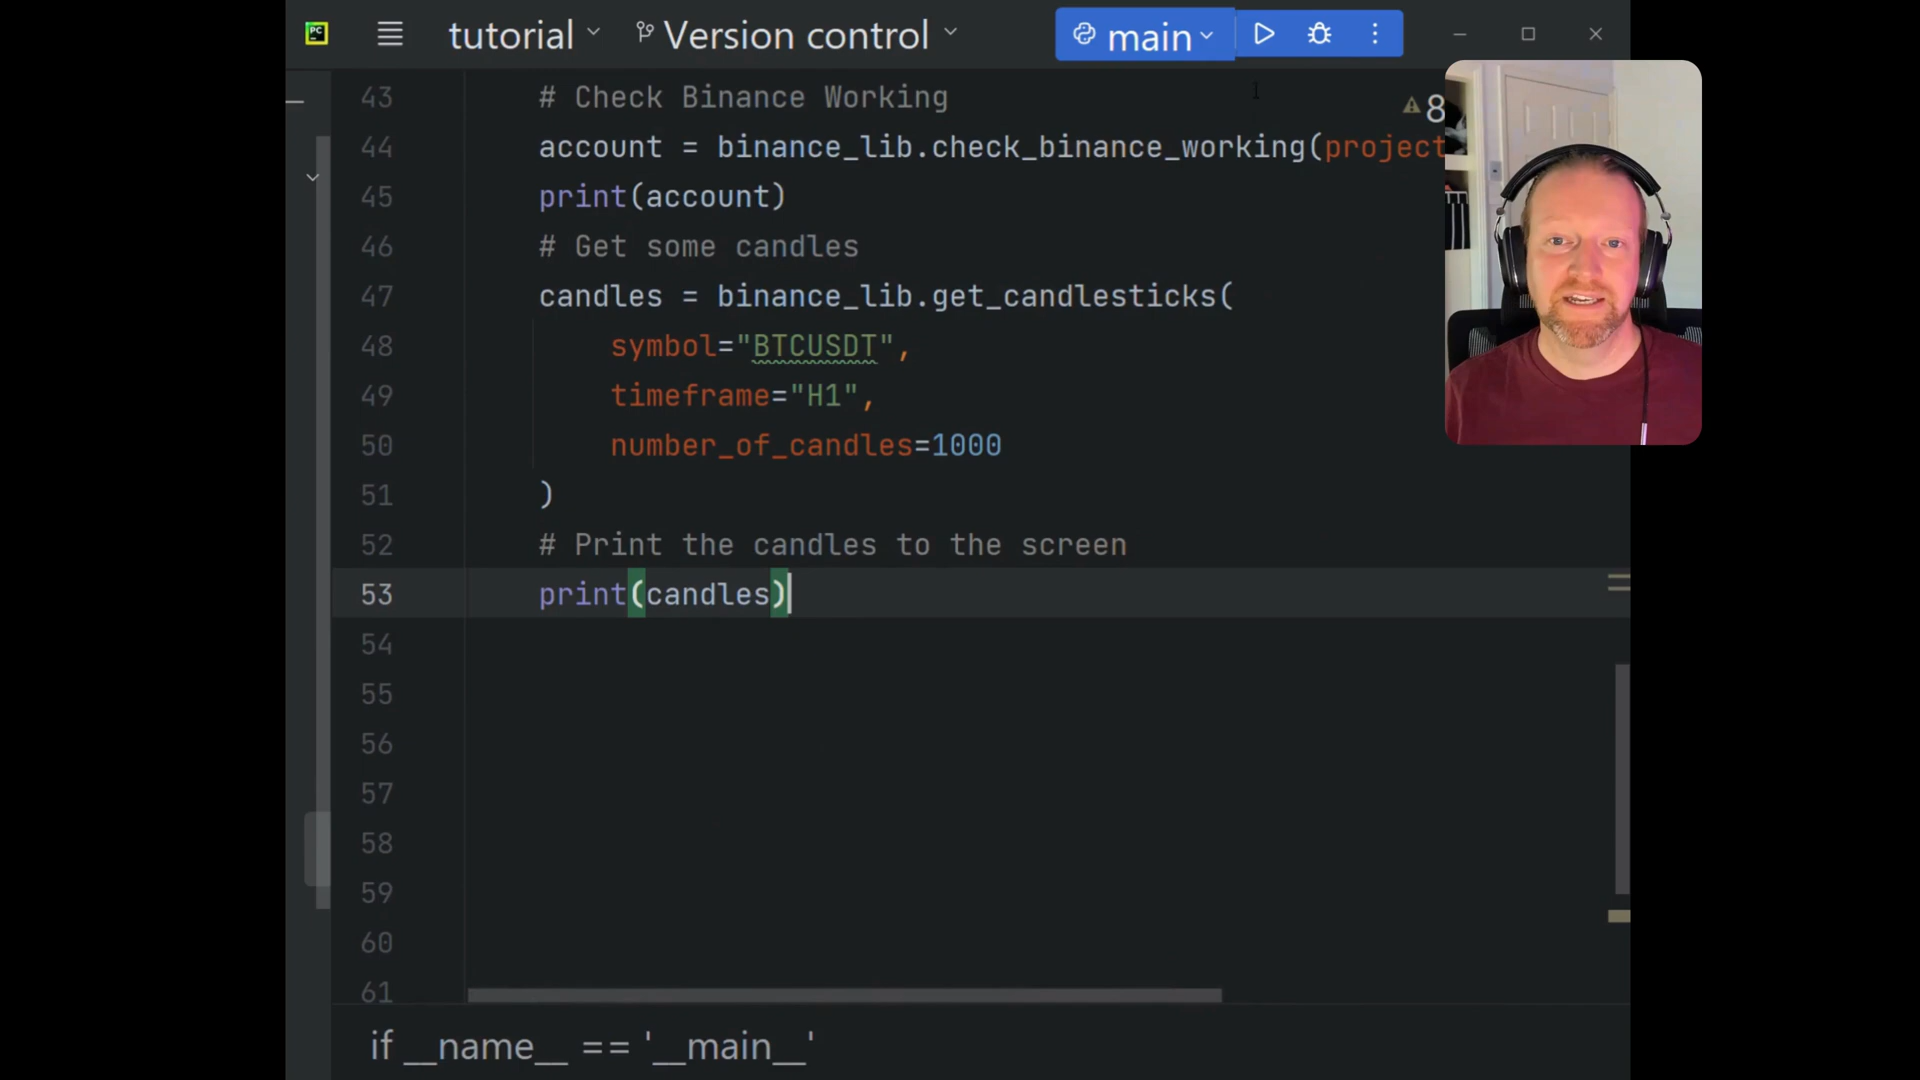 PC
tutorial
Version control
main
43 # Check Binance Working
8
44 account = binance_lib.check_binance_working(project
45 print(account)
46 # Get some candles
47 candles = binance_lib.get_candlesticks(
48 symbol="BTCUSDT",
49 timeframe="H1",
50 number_of_candles=1000
51 )
52 # Print the candles to the screen
53 print(candles)
54
55
56
57
58
59
60
61
if __name__ == '__main__'